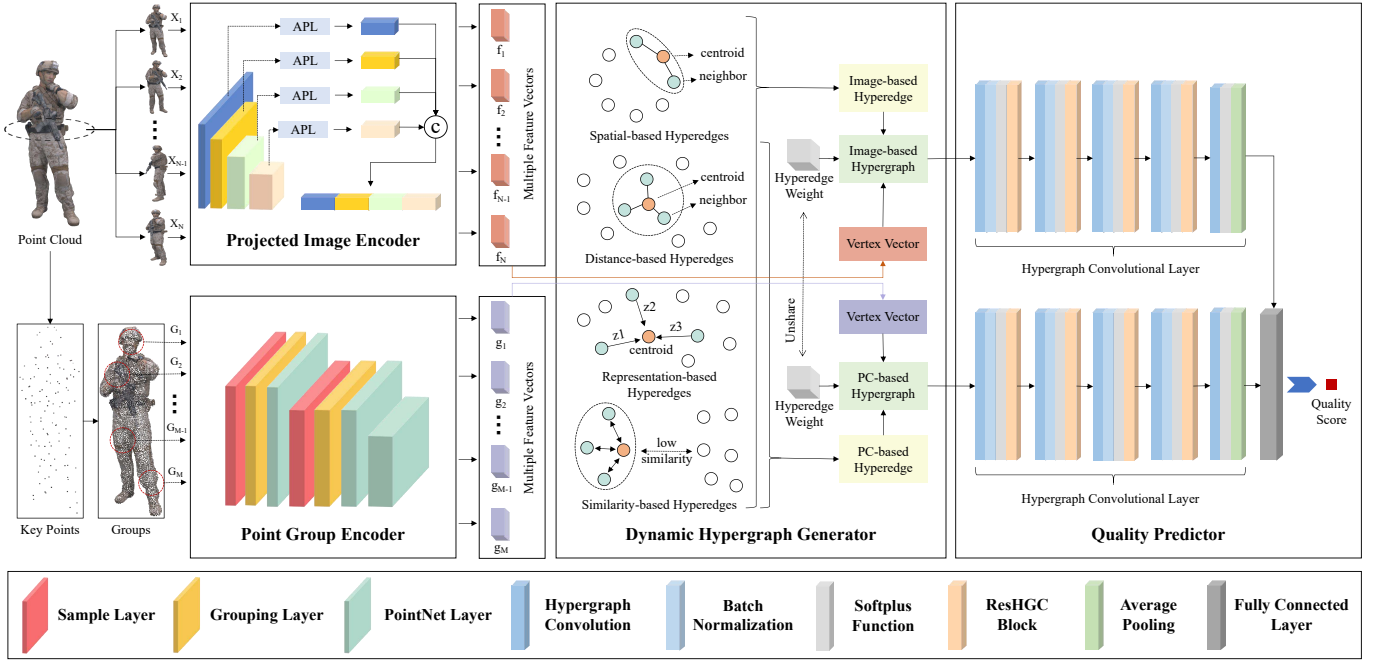 Point Cloud
X1
X2
XN-1
XN
APL
APL
APL
APL
C
Projected Image Encoder
f1
f2
fN-1
fN
Multiple Feature Vectors
Key Points
Groups
G1
G2
GM-1
GM
Point Group Encoder
g1
g2
gM-1
gM
Multiple Feature Vectors
centroid
neighbor
Spatial-based Hyperedges
centroid
neighbor
Distance-based Hyperedges
z1
z2
z3
centroid
Representation-based
Hyperedges
low
similarity
Similarity-based Hyperedges
Image-based
Hyperedge
Hyperedge
Weight
Image-based
Hypergraph
Vertex Vector
Unshare
Vertex Vector
Hyperedge
Weight
PC-based
Hypergraph
PC-based
Hyperedge
Dynamic Hypergraph Generator
Hypergraph Convolutional Layer
Hypergraph Convolutional Layer
Quality
Score
Quality Predictor
Sample Layer
Grouping Layer
PointNet Layer
Hypergraph
Convolution
Batch
Normalization
Softplus
Function
ResHGC
Block
Average
Pooling
Fully Connected
Layer